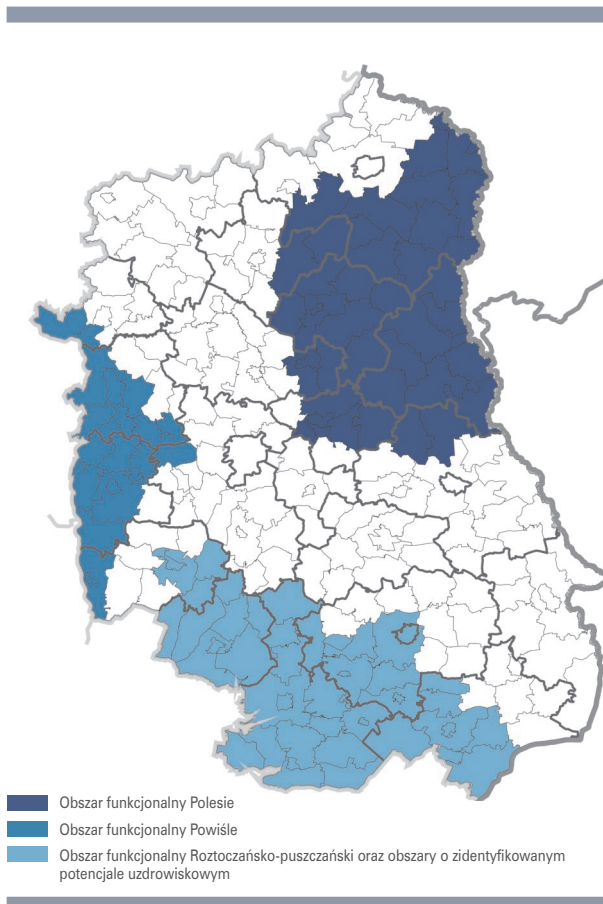 Obszar funkcjonalny Polesie
Obszar funkcjonalny Powiśle
Obszar funkcjonalny Roztoczańsko-puszczański oraz obszary o zidentyfikowanym
potencjale uzdrowiskowym